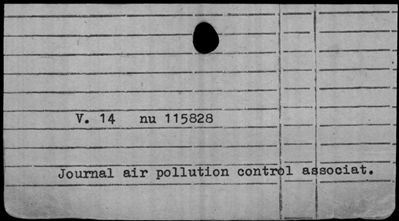 V. 14 nu 115828
Journal air pollution control associat.